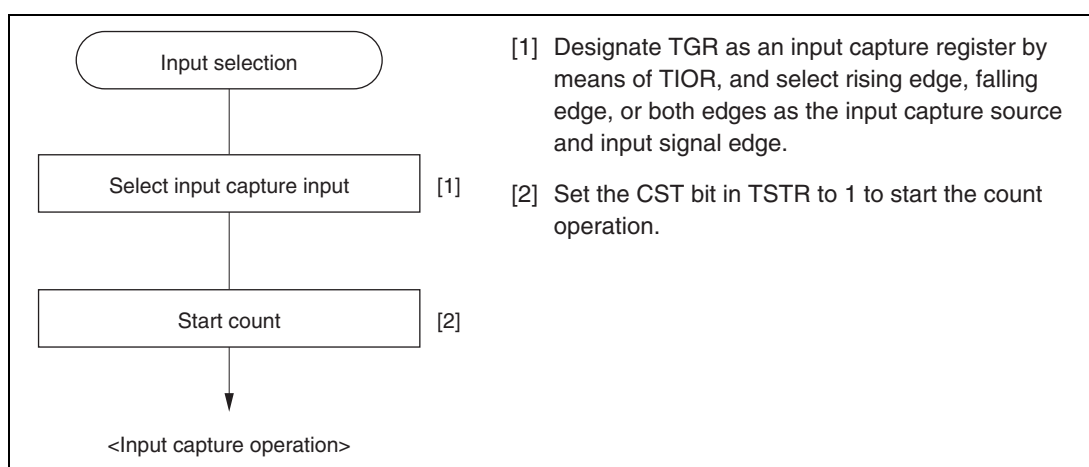 Input selection
Select input capture input
[1]
Start count
[2]
<Input capture operation>
[1] Designate TGR as an input capture register by
means of TIOR, and select rising edge, falling
edge, or both edges as the input capture source
and input signal edge.
[2] Set the CST bit in TSTR to 1 to start the count
operation.